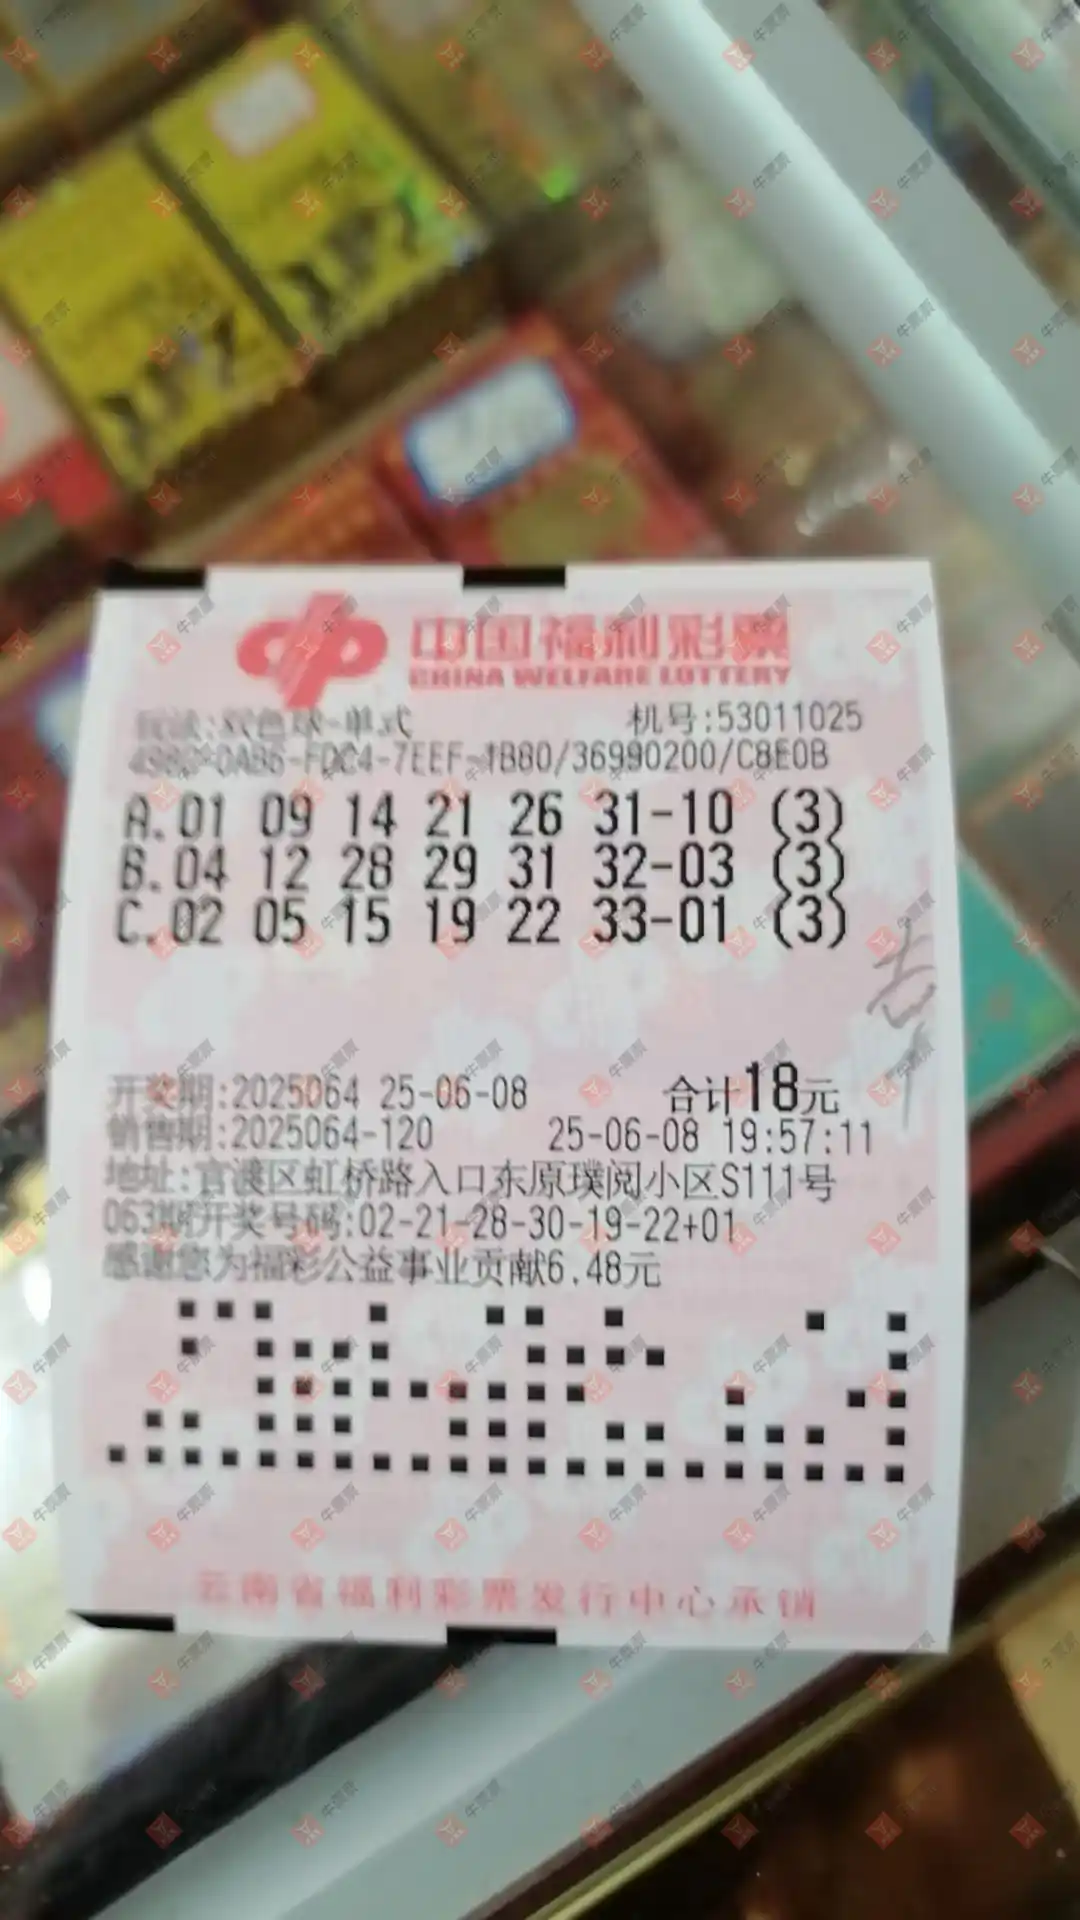 中国福利彩票
CHINA WELFARE LOTTERY
玩法:双色球-单式 机号:53011025
-FDC4-7EEF-1B80/36990200/C8E0B
A.01 09 14 21 26 31-10 (3)
B.04 12 28 29 31 32-03 (3)
C.02 05 15 19 22 33-01 (3)
开奖期:2025064 25-06-08 合计18元
销售期:2025064-120 25-06-08 19:57:11
地址:官渡区虹桥路入口东原璞阅小区S111号
063期开奖号码:02-21-28-30-19-22+01
感谢您为福彩公益事业贡献6.48元
云南省福利彩票发行中心承销
牛票票